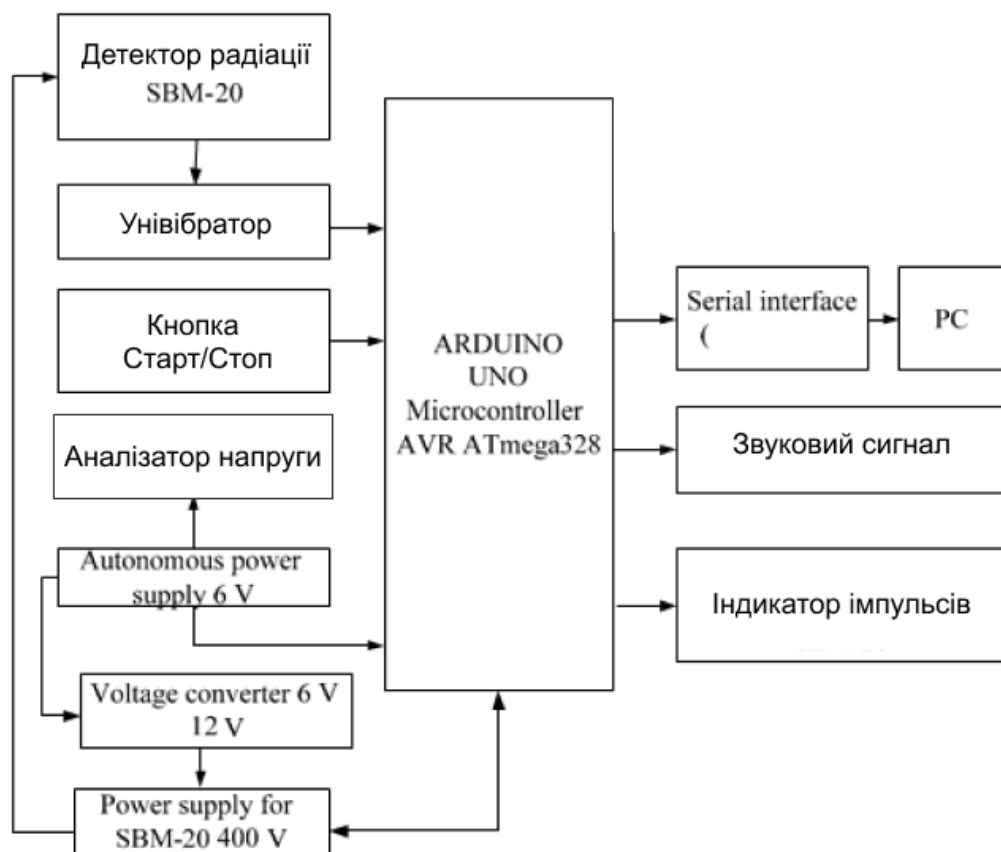 Детектор радіації
SBM-20
Унівібратор
Кнопка
Старт/Стоп
Аналізатор напруги
Autonomous power
supply 6 V
Voltage converter 6 V
12 V
Power supply for
SBM-20 400 V
ARDUINO
UNO
Microcontroller
AVR ATmega328
Serial interface
(
PC
Звуковий сигнал
Індикатор імпульсів